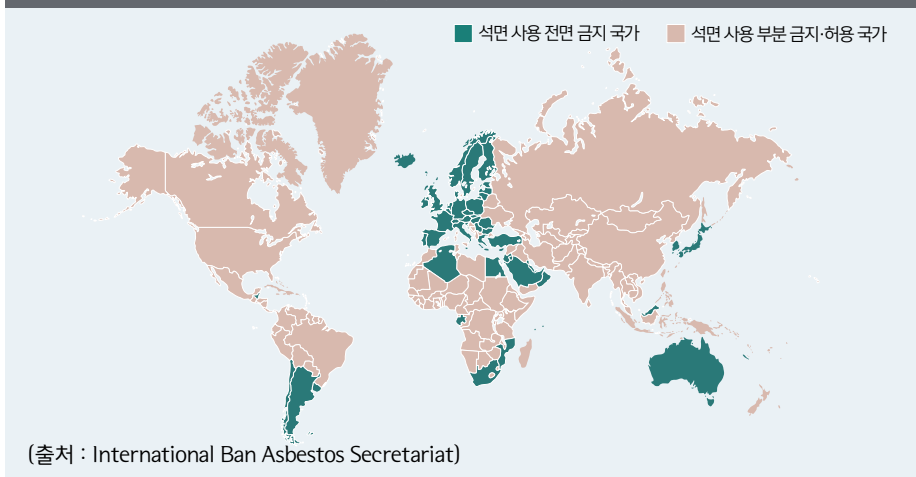 석면 사용 전면 금지 국가 석면 사용 부분 금지·허용 국가
(출처 : International Ban Asbestos Secretariat)